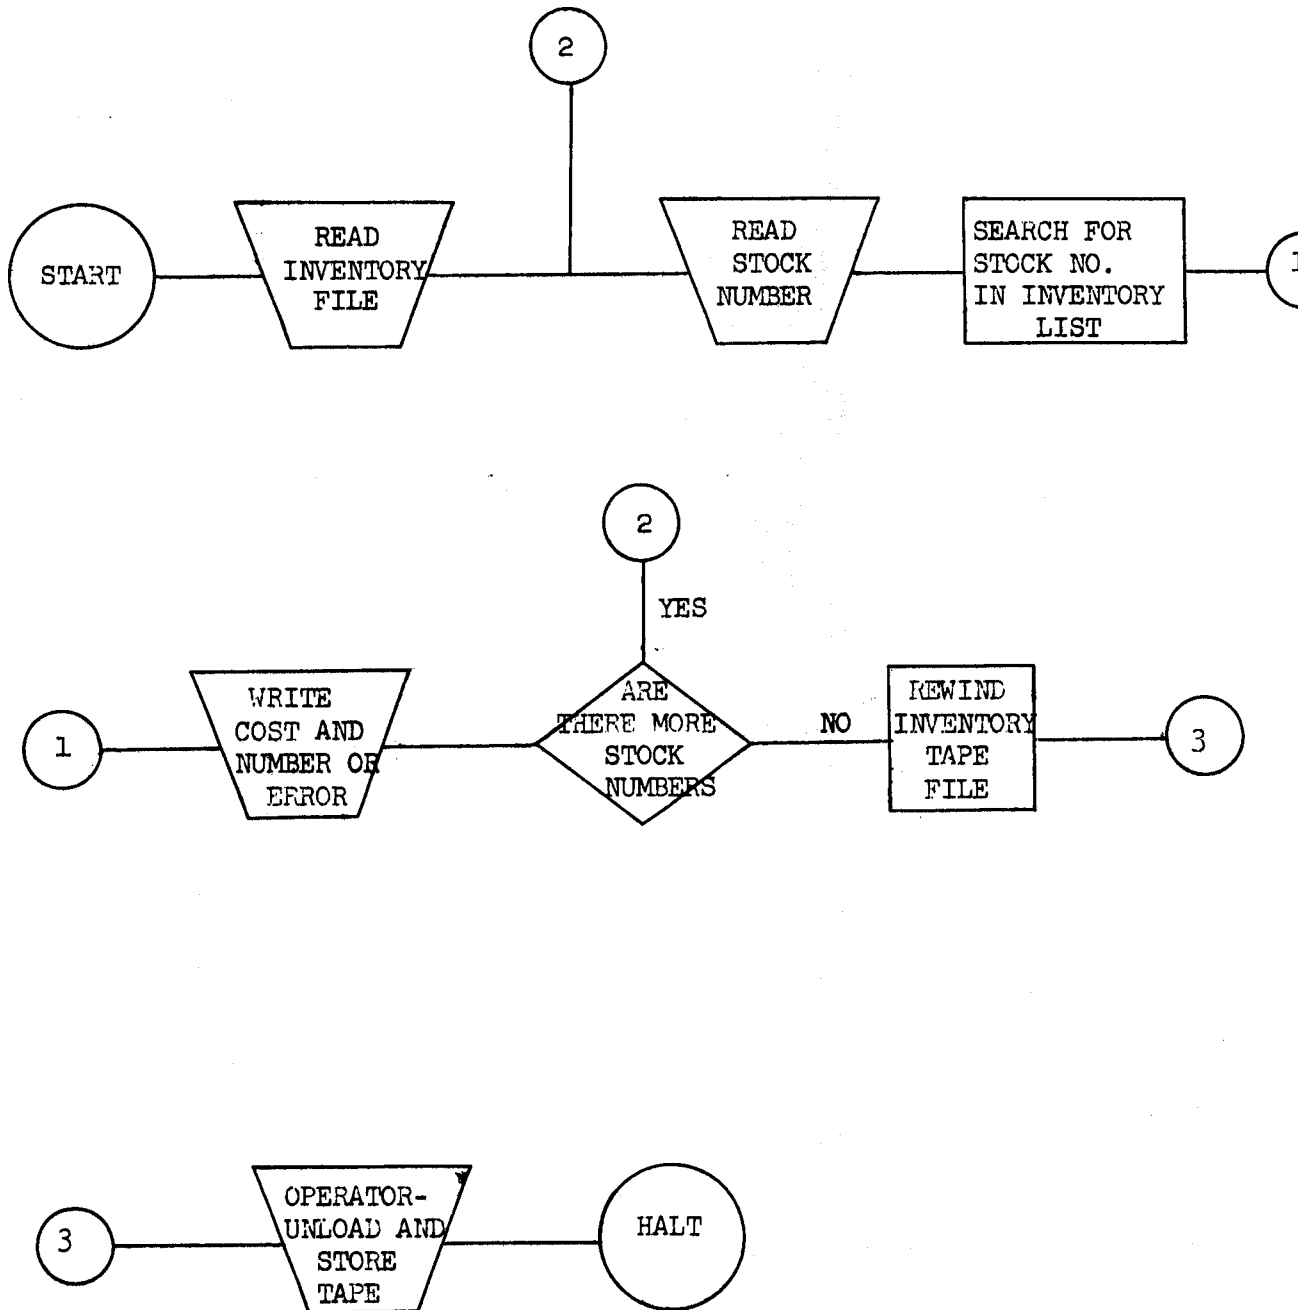 2
START
READ
INVENTORY
FILE
READ
STOCK
NUMBER
SEARCH FOR
STOCK NO.
IN INVENTORY
LIST
1
2
YES
1
WRITE
COST AND
NUMBER OR
ERROR
ARE
THERE MORE
STOCK
NUMBERS
NO
REWIND
INVENTORY
TAPE
FILE
3
3
OPERATOR-
UNLOAD AND
STORE
TAPE
HALT